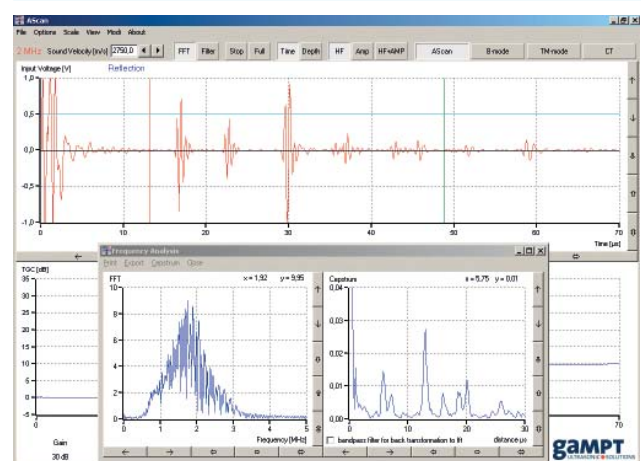 AScan
File Options Scale View Modi About
2 MHz Sound Velocity [m/s] 2750,0 FFT Filter Stop Full Time Depth HF Amp HF+AMP AScan B-mode TM-mode CT
Input Voltage [V] Reflection
1,0
0,5
0,0
-0,5
-1,0
0 10 20 30 40 50 60 70
Time [µs]
TGC [dB]
35
30
25
20
15
10
5
0
-5
70
Gain
30 dB
Frequency Analysis
Print Export Cepstrum Close
FFT x = 1,92 y = 9,95
10
8
6
4
2
0
0 1 2 3 4 5
Frequency [MHz]
Cepstrum x = 5,75 y = 0,01
0,04
0,03
0,02
0,01
0,00
0 10 20 30
bandpass filter for back transformation to fft distance µs
GAMPT
ULTRASONIC SOLUTIONS